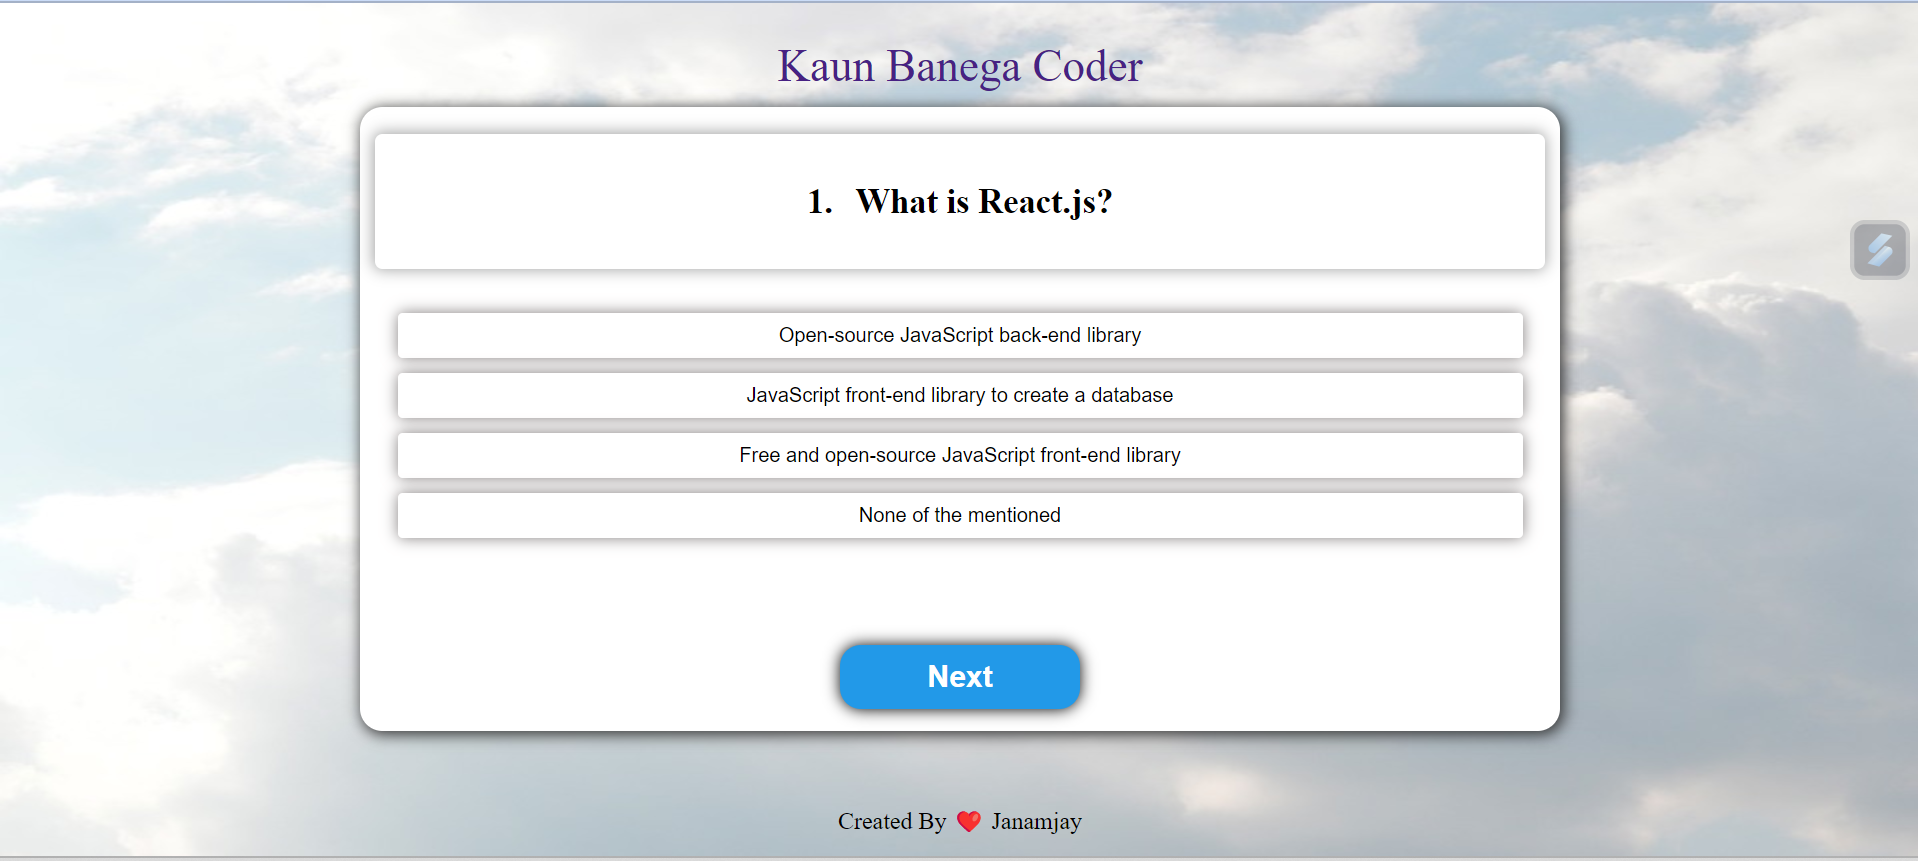 Kaun Banega Coder
1. What is React.js?
Open-source JavaScript back-end library
JavaScript front-end library to create a database
Free and open-source JavaScript front-end library
None of the mentioned
Next
Created By ❤️ Janamjay